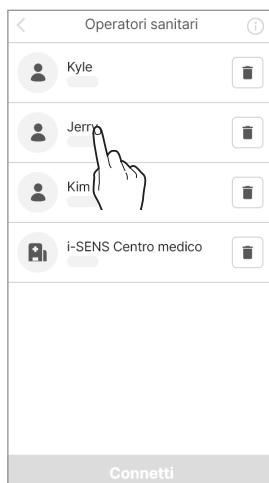 Operatori sanitari
Kyle
Jerry
Kim
i-SENS Centro medico
Connetti